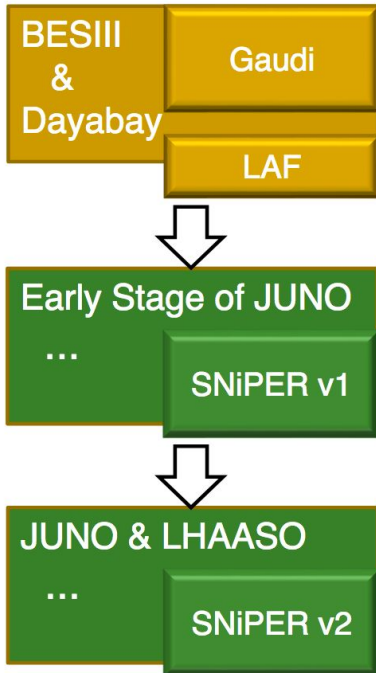 BESIII
&
Dayabay
Gaudi
LAF
Early Stage of JUNO
...
SNiPER v1
JUNO & LHAASO
...
SNiPER v2